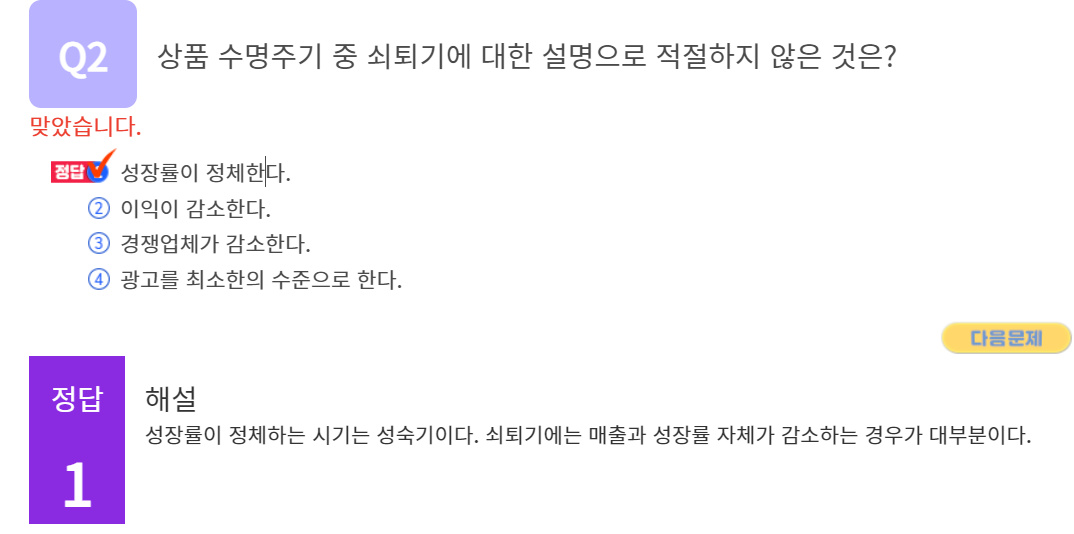 Q2
상품 수명주기 중 쇠퇴기에 대한 설명으로 적절하지 않은 것은?
맞았습니다.
정답 성장률이 정체한다.
② 이익이 감소한다.
③ 경쟁업체가 감소한다.
④ 광고를 최소한의 수준으로 한다.
다음문제
정답
1
해설
성장률이 정체하는 시기는 성숙기이다. 쇠퇴기에는 매출과 성장률 자체가 감소하는 경우가 대부분이다.